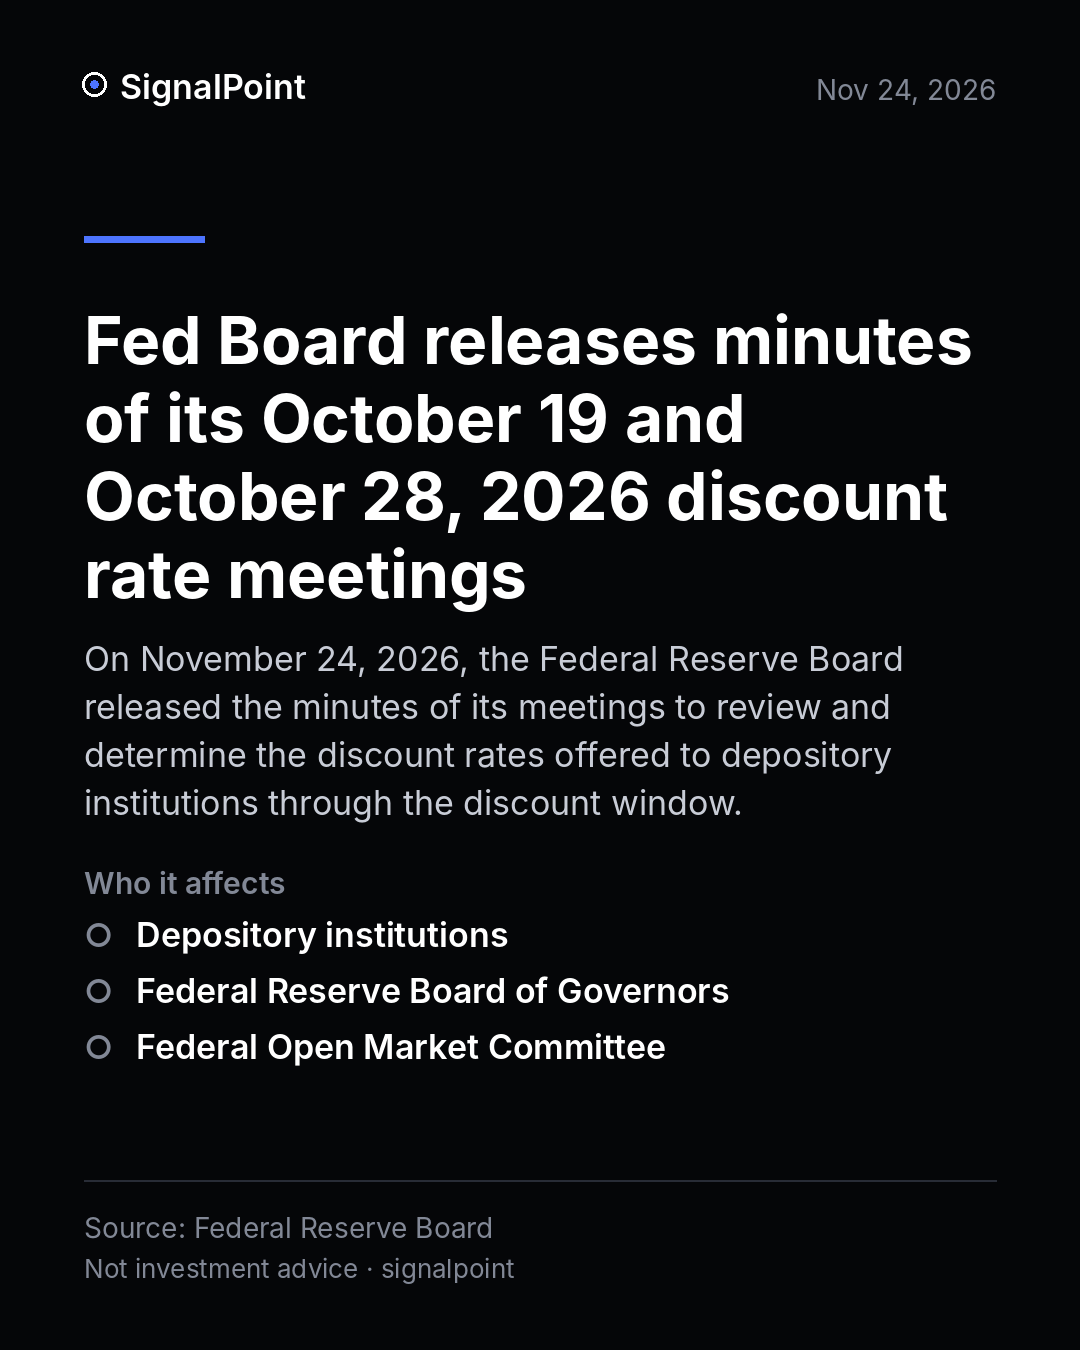 SignalPoint
Nov 24, 2026
Fed Board releases minutes
of its October 19 and
October 28, 2026 discount
rate meetings
On November 24, 2026, the Federal Reserve Board
released the minutes of its meetings to review and
determine the discount rates offered to depository
institutions through the discount window.
Who it affects
Depository institutions
Federal Reserve Board of Governors
Federal Open Market Committee
Source: Federal Reserve Board
Not investment advice · signalpoint